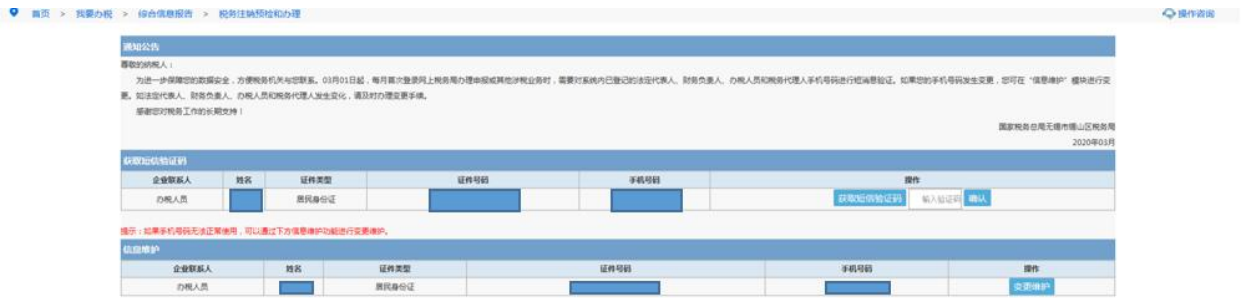 首页 > 我要办税 > 综合信息报告 > 税务注销预检和办理 操作咨询
通知公告
尊敬的纳税人：
为进一步保障您的数据安全，方便税务机关与您联系。03月01日起，每月首次登录网上税务局办理申报或其他涉税业务时，需要对系统内已登记的法定代表人、财务负责人、办税人员和税务代理人手机号码进行短消息验证。如果您的手机号码发生变更，您可在“信息维护”模块进行变
更。如法定代表人、财务负责人、办税人员和税务代理人发生变化，请及时办理变更手续。
感谢您对税务工作的长期支持！
国家税务总局无锡市锡山区税务局
2020年03月
获取短信验证码
企业联系人 姓名 证件类型 证件号码 手机号码 操作
办税人员 居民身份证 获取短信验证码 输入验证码 确认
提示：如果手机号码无法正常使用，可以通过下方信息维护功能进行变更维护。
信息维护
企业联系人 姓名 证件类型 证件号码 手机号码 操作
办税人员 居民身份证 变更维护